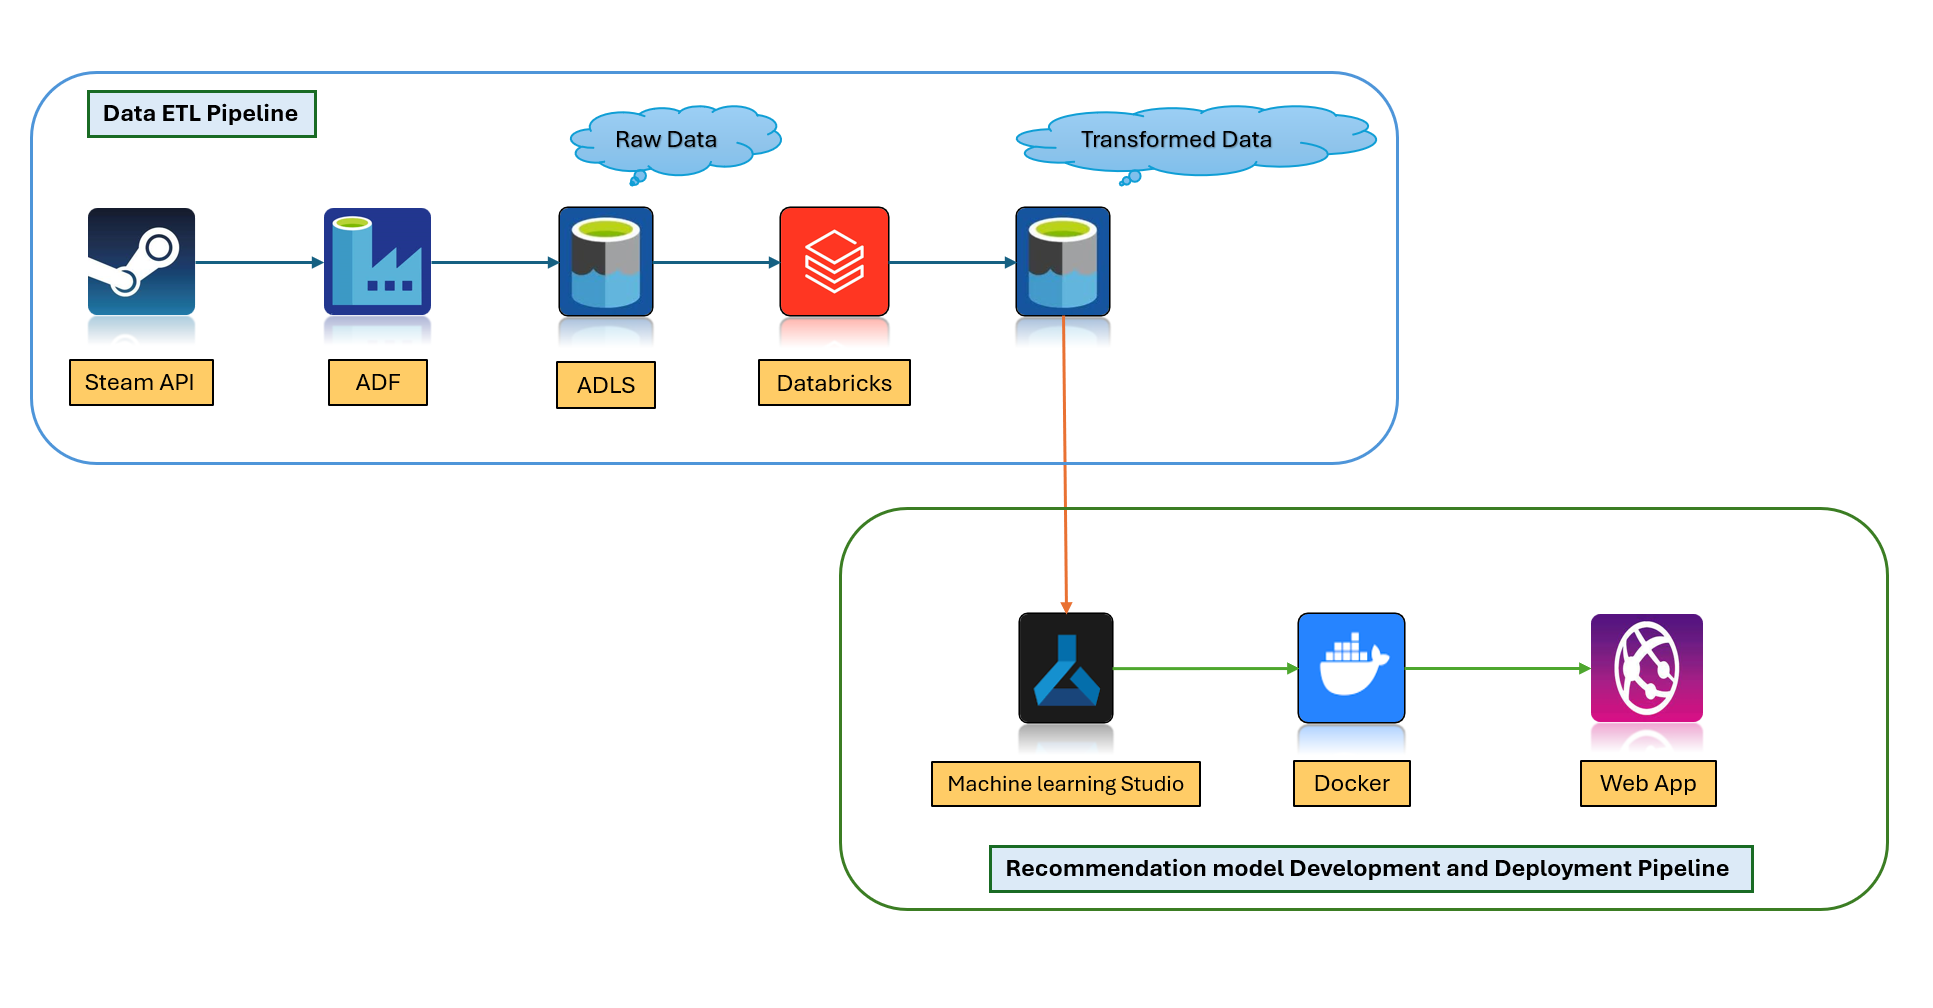 Data ETL Pipeline
Raw Data
Transformed Data
Steam API
ADF
ADLS
Databricks
Machine learning Studio
Docker
Web App
Recommendation model Development and Deployment Pipeline